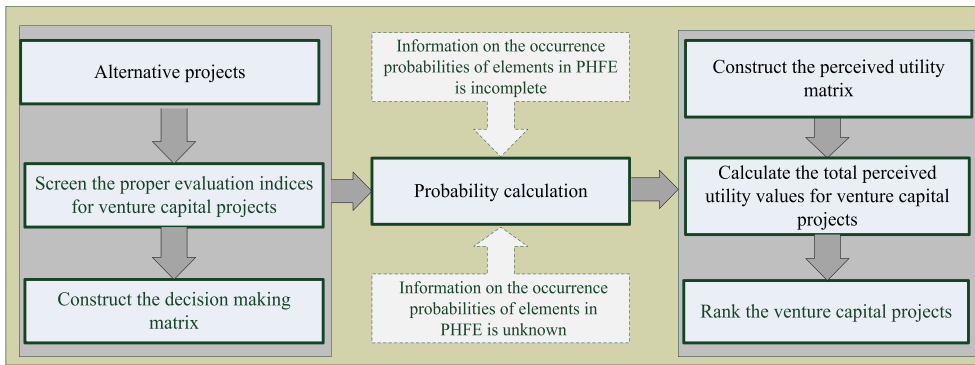 Alternative projects
Screen the proper evaluation indices
for venture capital projects
Construct the decision making
matrix
Information on the occurrence
probabilities of elements in PHFE
is incomplete
Probability calculation
Information on the occurrence
probabilities of elements in
PHFE is unknown
Construct the perceived utility
matrix
Calculate the total perceived
utility values for venture capital
projects
Rank the venture capital projects